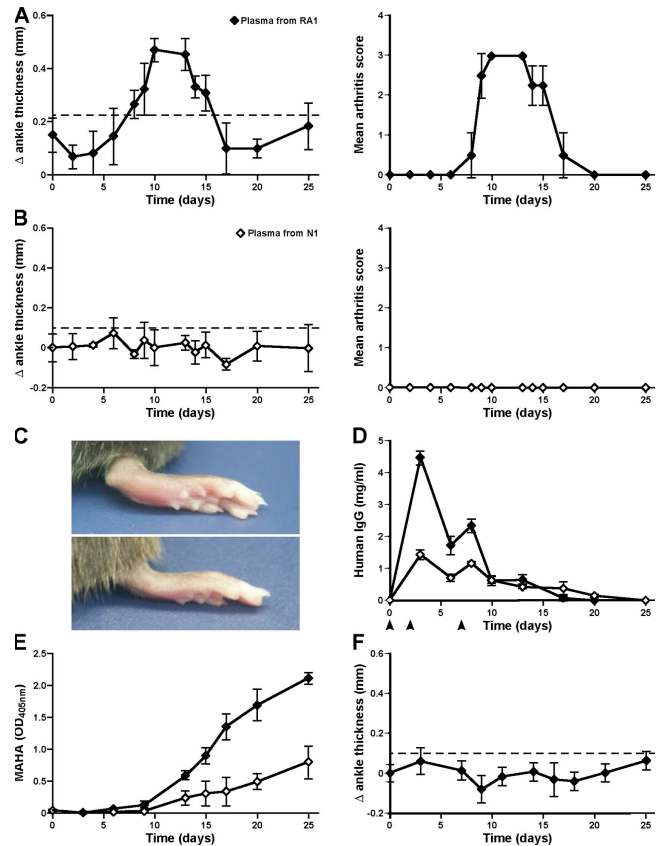 A
Plasma from RA1
Δ ankle thickness (mm)
0.6
0.4
0.2
0
0 5 10 15 20 25
Time (days)
Mean arthritis score
4
3
2
1
0
0 5 10 15 20 25
Time (days)
B
Plasma from N1
Δ ankle thickness (mm)
0.6
0.4
0.2
0
-0.2
0 5 10 15 20 25
Time (days)
Mean arthritis score
4
3
2
1
0
0 5 10 15 20 25
Time (days)
C
D
Human IgG (mg/ml)
5
4
3
2
1
0
0 5 10 15 20 25
Time (days)
E
MAHA (OD405nm)
2.5
2.0
1.5
1.0
0.5
0
0 5 10 15 20 25
Time (days)
F
Δ ankle thickness (mm)
0.6
0.4
0.2
0
-0.2
0 5 10 15 20 25
Time (days)